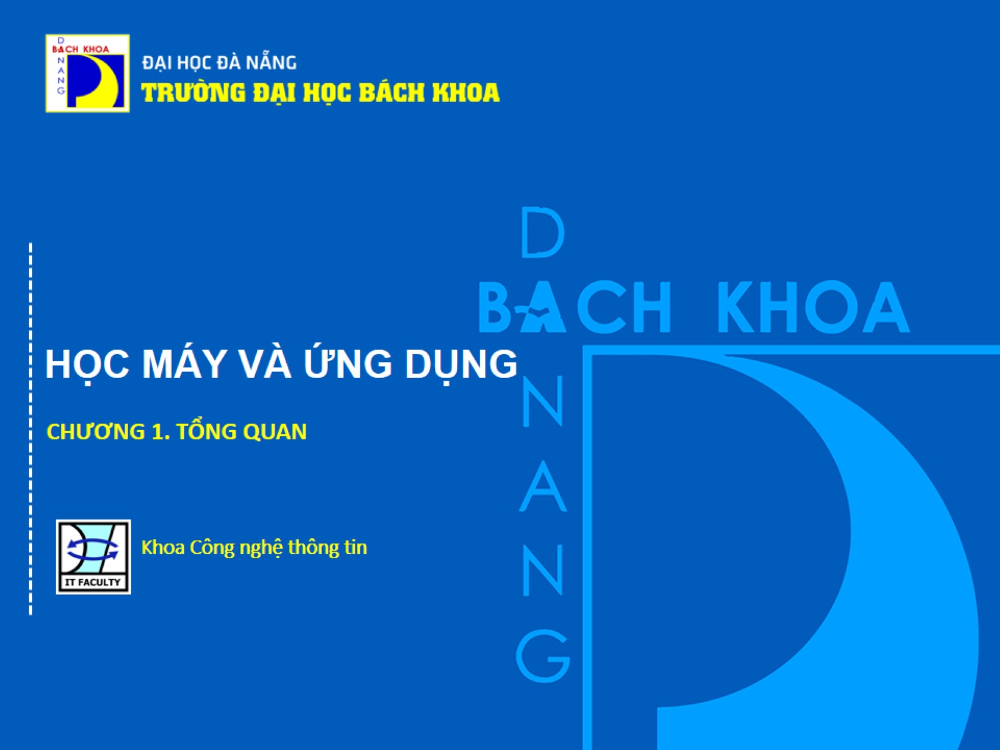 D
BACH KHOA
N
A
N
G
ĐẠI HỌC ĐÀ NẴNG
TRƯỜNG ĐẠI HỌC BÁCH KHOA
D
BACH KHOA
N
A
N
G
HỌC MÁY VÀ ỨNG DỤNG
CHƯƠNG 1. TỔNG QUAN
Khoa Công nghệ thông tin
IT FACULTY